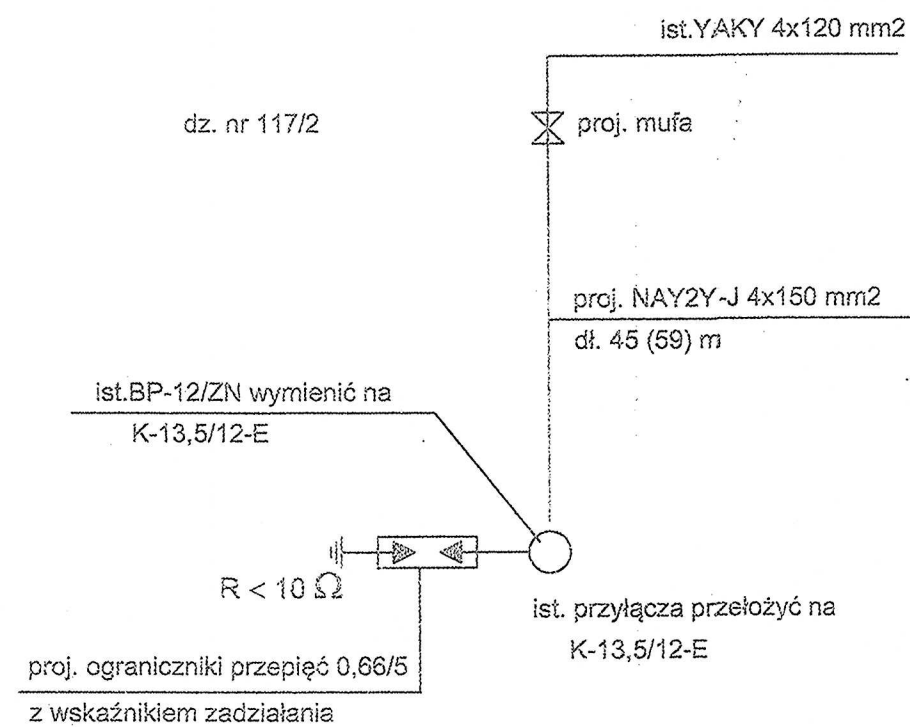 ist.YAKY 4x120 mm2
dz. nr 117/2
proj. mufa
proj. NAY2Y-J 4x150 mm2
dł. 45 (59) m
ist.BP-12/ZN wymienić na
K-13,5/12-E
R < 10 Ω
ist. przyłącza przełożyć na
K-13,5/12-E
proj. ograniczniki przepięć 0,66/5
z wskaźnikiem zadziałania